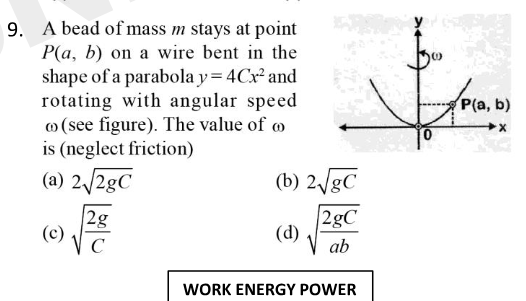 9. A bead of mass m stays at point
P(a, b) on a wire bent in the
shape of a parabola y = 4Cx² and
rotating with angular speed
ω (see figure). The value of ω
is (neglect friction)
(a) 2√2gC
(b) 2√gC
(c) √2g/C
(d) √2gC/ab
y
ω
P(a, b)
x
0
WORK ENERGY POWER